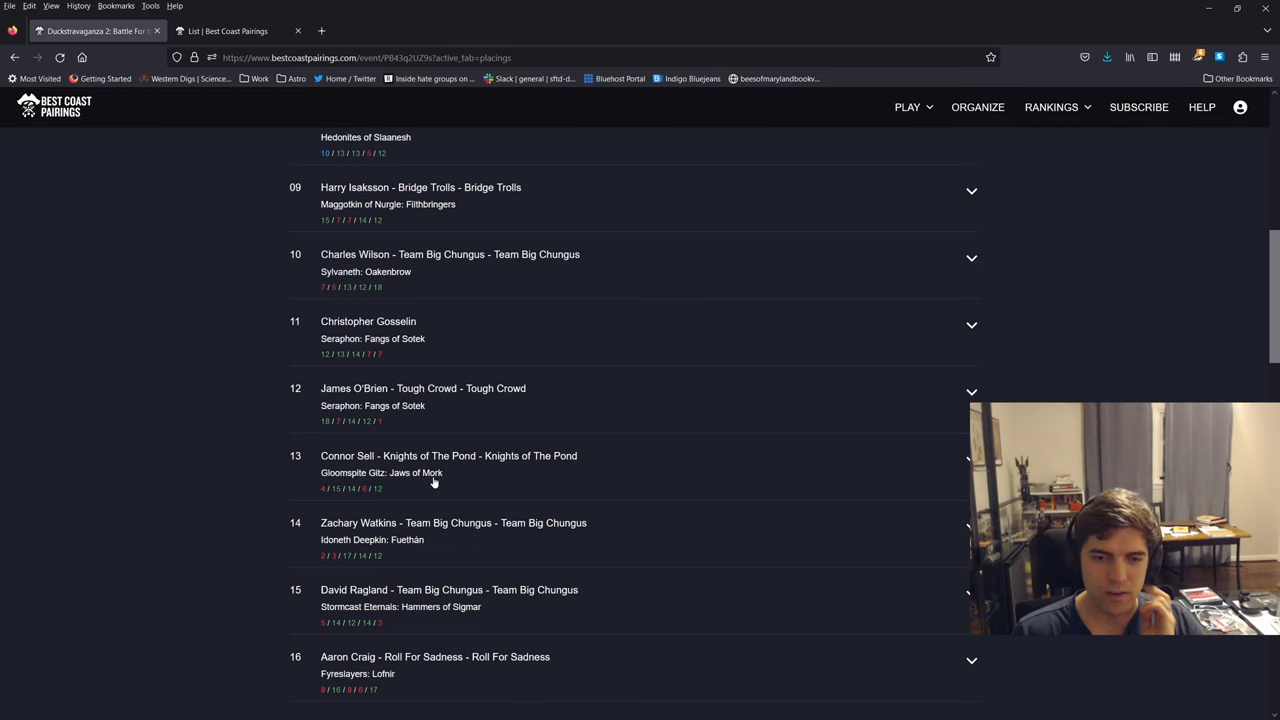 File Edit View History Bookmarks Tools
Duckstravaganza 2: Battle For t
List | Best Coast Pairings
https://www.bestcoastpairings.com/event/PB43q2UZ9s?active_tab=placings
Most Visited Getting Started Western Digs | Science... Work Astro Home / Twitter Inside hate groups on ... Slack | general | sftd-d... Bluehost Portal Indigo Bluejeans beesofmarylandbookw... Other Bookmarks
BEST COAST PAIRINGS
PLAY ORGANIZE RANKINGS SUBSCRIBE HELP
Hedonites of Slaanesh
10 / 13 / 13 / 5 / 12
09 Harry Isaksson - Bridge Trolls - Bridge Trolls
Maggotkin of Nurgle: Filthbringers
15 / 7 / 7 / 14 / 12
10 Charles Wilson - Team Big Chungus - Team Big Chungus
Sylvaneth: Oakenbrow
7 / 5 / 13 / 12 / 18
11 Christopher Gosselin
Seraphon: Fangs of Sotek
12 / 13 / 14 / 7 / 7
12 James O'Brien - Tough Crowd - Tough Crowd
Seraphon: Fangs of Sotek
18 / 7 / 14 / 12 / 1
13 Connor Sell - Knights of The Pond - Knights of The Pond
Gloomspite Gitz: Jaws of Mork
4 / 15 / 14 / 6 / 12
14 Zachary Watkins - Team Big Chungus - Team Big Chungus
Idoneth Deepkin: Fuethán
2 / 3 / 17 / 14 / 12
15 David Ragland - Team Big Chungus - Team Big Chungus
Stormcast Eternals: Hammers of Sigmar
5 / 14 / 12 / 14 / 3
16 Aaron Craig - Roll For Sadness - Roll For Sadness
Fyreslayers: Lofnir
8 / 16 / 8 / 6 / 17